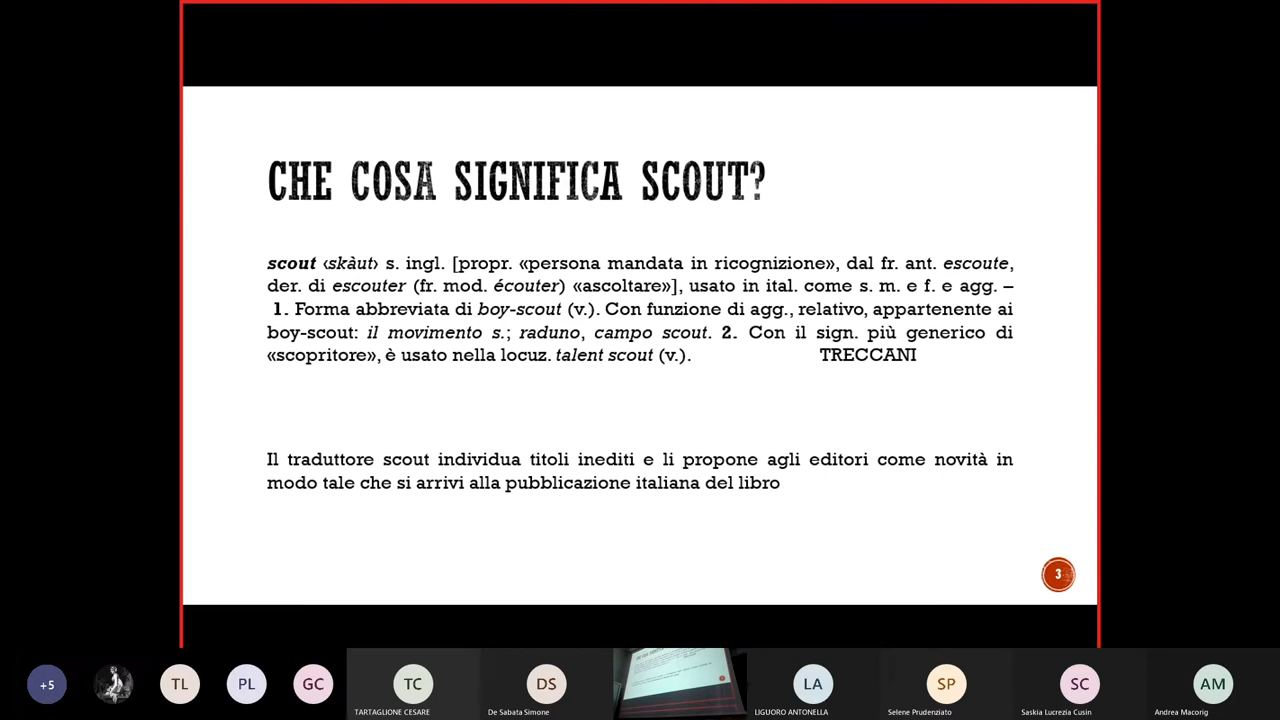 CHE COSA SIGNIFICA SCOUT?
scout ‹skàut› s. ingl. [propr. «persona mandata in ricognizione», dal fr. ant. escoute,
der. di escouter (fr. mod. écouter) «ascoltare»], usato in ital. come s. m. e f. e agg. –
1. Forma abbreviata di boy-scout (v.). Con funzione di agg., relativo, appartenente ai
boy-scout: il movimento s.; raduno, campo scout. 2. Con il sign. più generico di
«scopritore», è usato nella locuz. talent scout (v.). TRECCANI
Il traduttore scout individua titoli inediti e li propone agli editori come novità in
modo tale che si arrivi alla pubblicazione italiana del libro
3
+5 TL PL GC TC DS LA SP SC AM
TARTAGLIONE CESARE De Sabata Simone LIGUORO ANTONELLA Selene Prudenziato Saskia Lucrezia Cusin Andrea Macorig